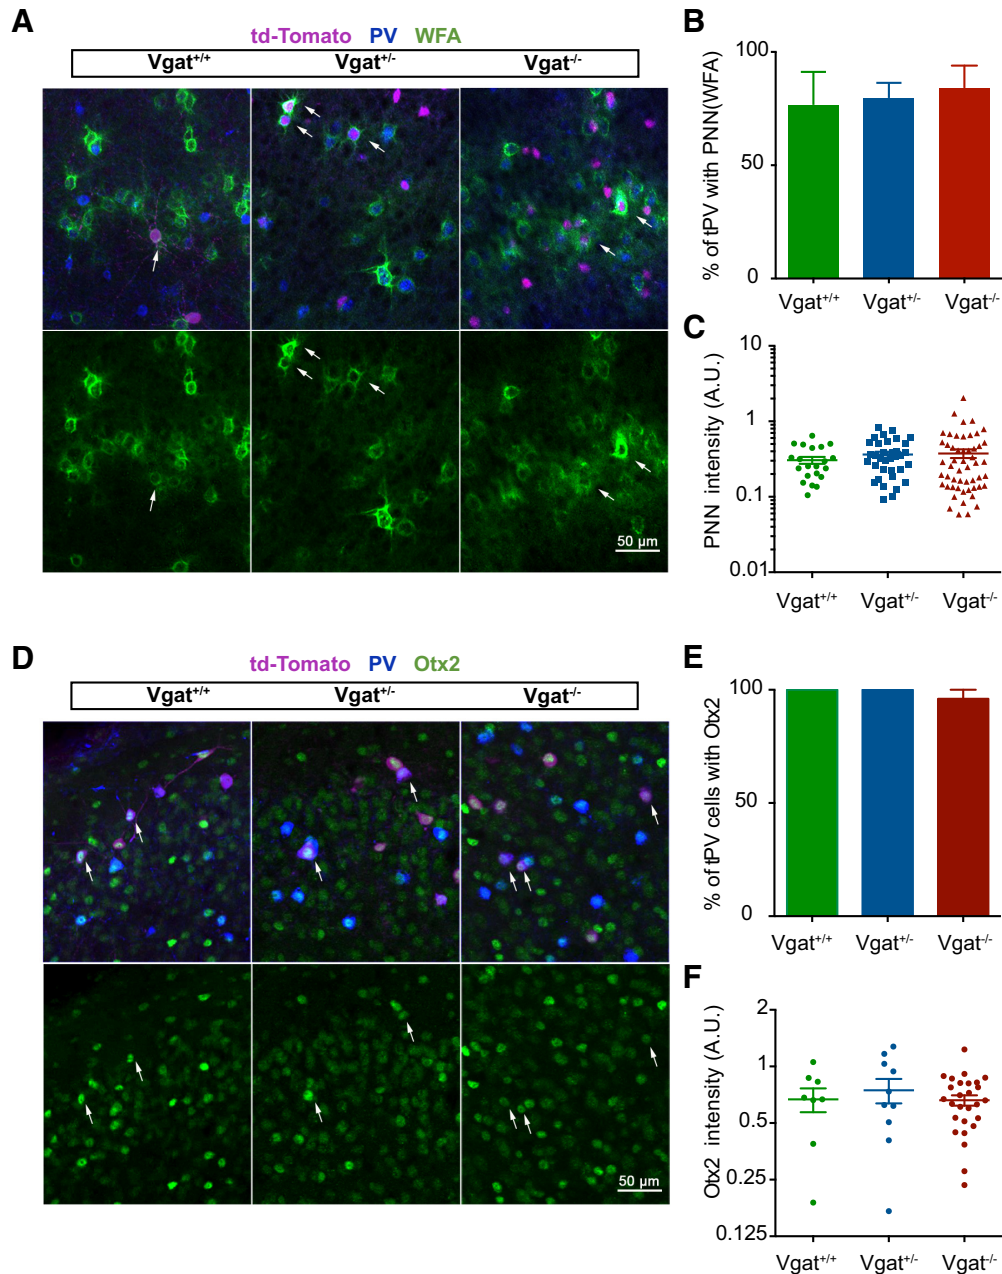 A
td-Tomato PV WFA
Vgat+/+ Vgat+/- Vgat-/-
50 µm
B
% of tPV with PNN(WFA)
100
50
0
Vgat+/+ Vgat+/- Vgat-/-
C
PNN intensity (A.U.)
10
1
0.1
0.01
Vgat+/+ Vgat+/- Vgat-/-
D
td-Tomato PV Otx2
Vgat+/+ Vgat+/- Vgat-/-
50 µm
E
% of tPV cells with Otx2
100
50
0
Vgat+/+ Vgat+/- Vgat-/-
F
Otx2 intensity (A.U.)
2
1
0.5
0.25
0.125
Vgat+/+ Vgat+/- Vgat-/-